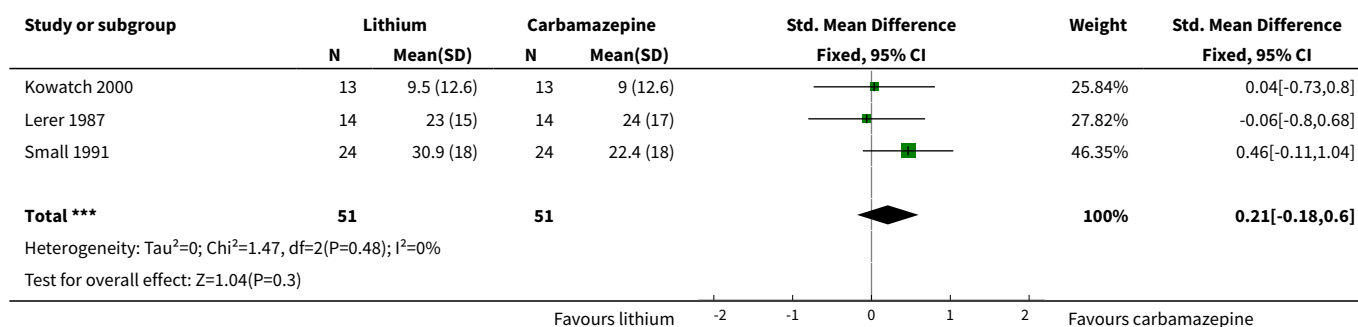 Study or subgroup Lithium Carbamazepine Std. Mean Difference Weight Std. Mean Difference
N Mean(SD) N Mean(SD) Fixed, 95% CI Fixed, 95% CI
Kowatch 2000 13 9.5 (12.6) 13 9 (12.6) 25.84% 0.04[-0.73,0.8]
Lerer 1987 14 23 (15) 14 24 (17) 27.82% -0.06[-0.8,0.68]
Small 1991 24 30.9 (18) 24 22.4 (18) 46.35% 0.46[-0.11,1.04]
Total *** 51 51 100% 0.21[-0.18,0.6]
Heterogeneity: Tau²=0; Chi²=1.47, df=2(P=0.48); I²=0%
Test for overall effect: Z=1.04(P=0.3)
Favours lithium -2 -1 0 1 2 Favours carbamazepine